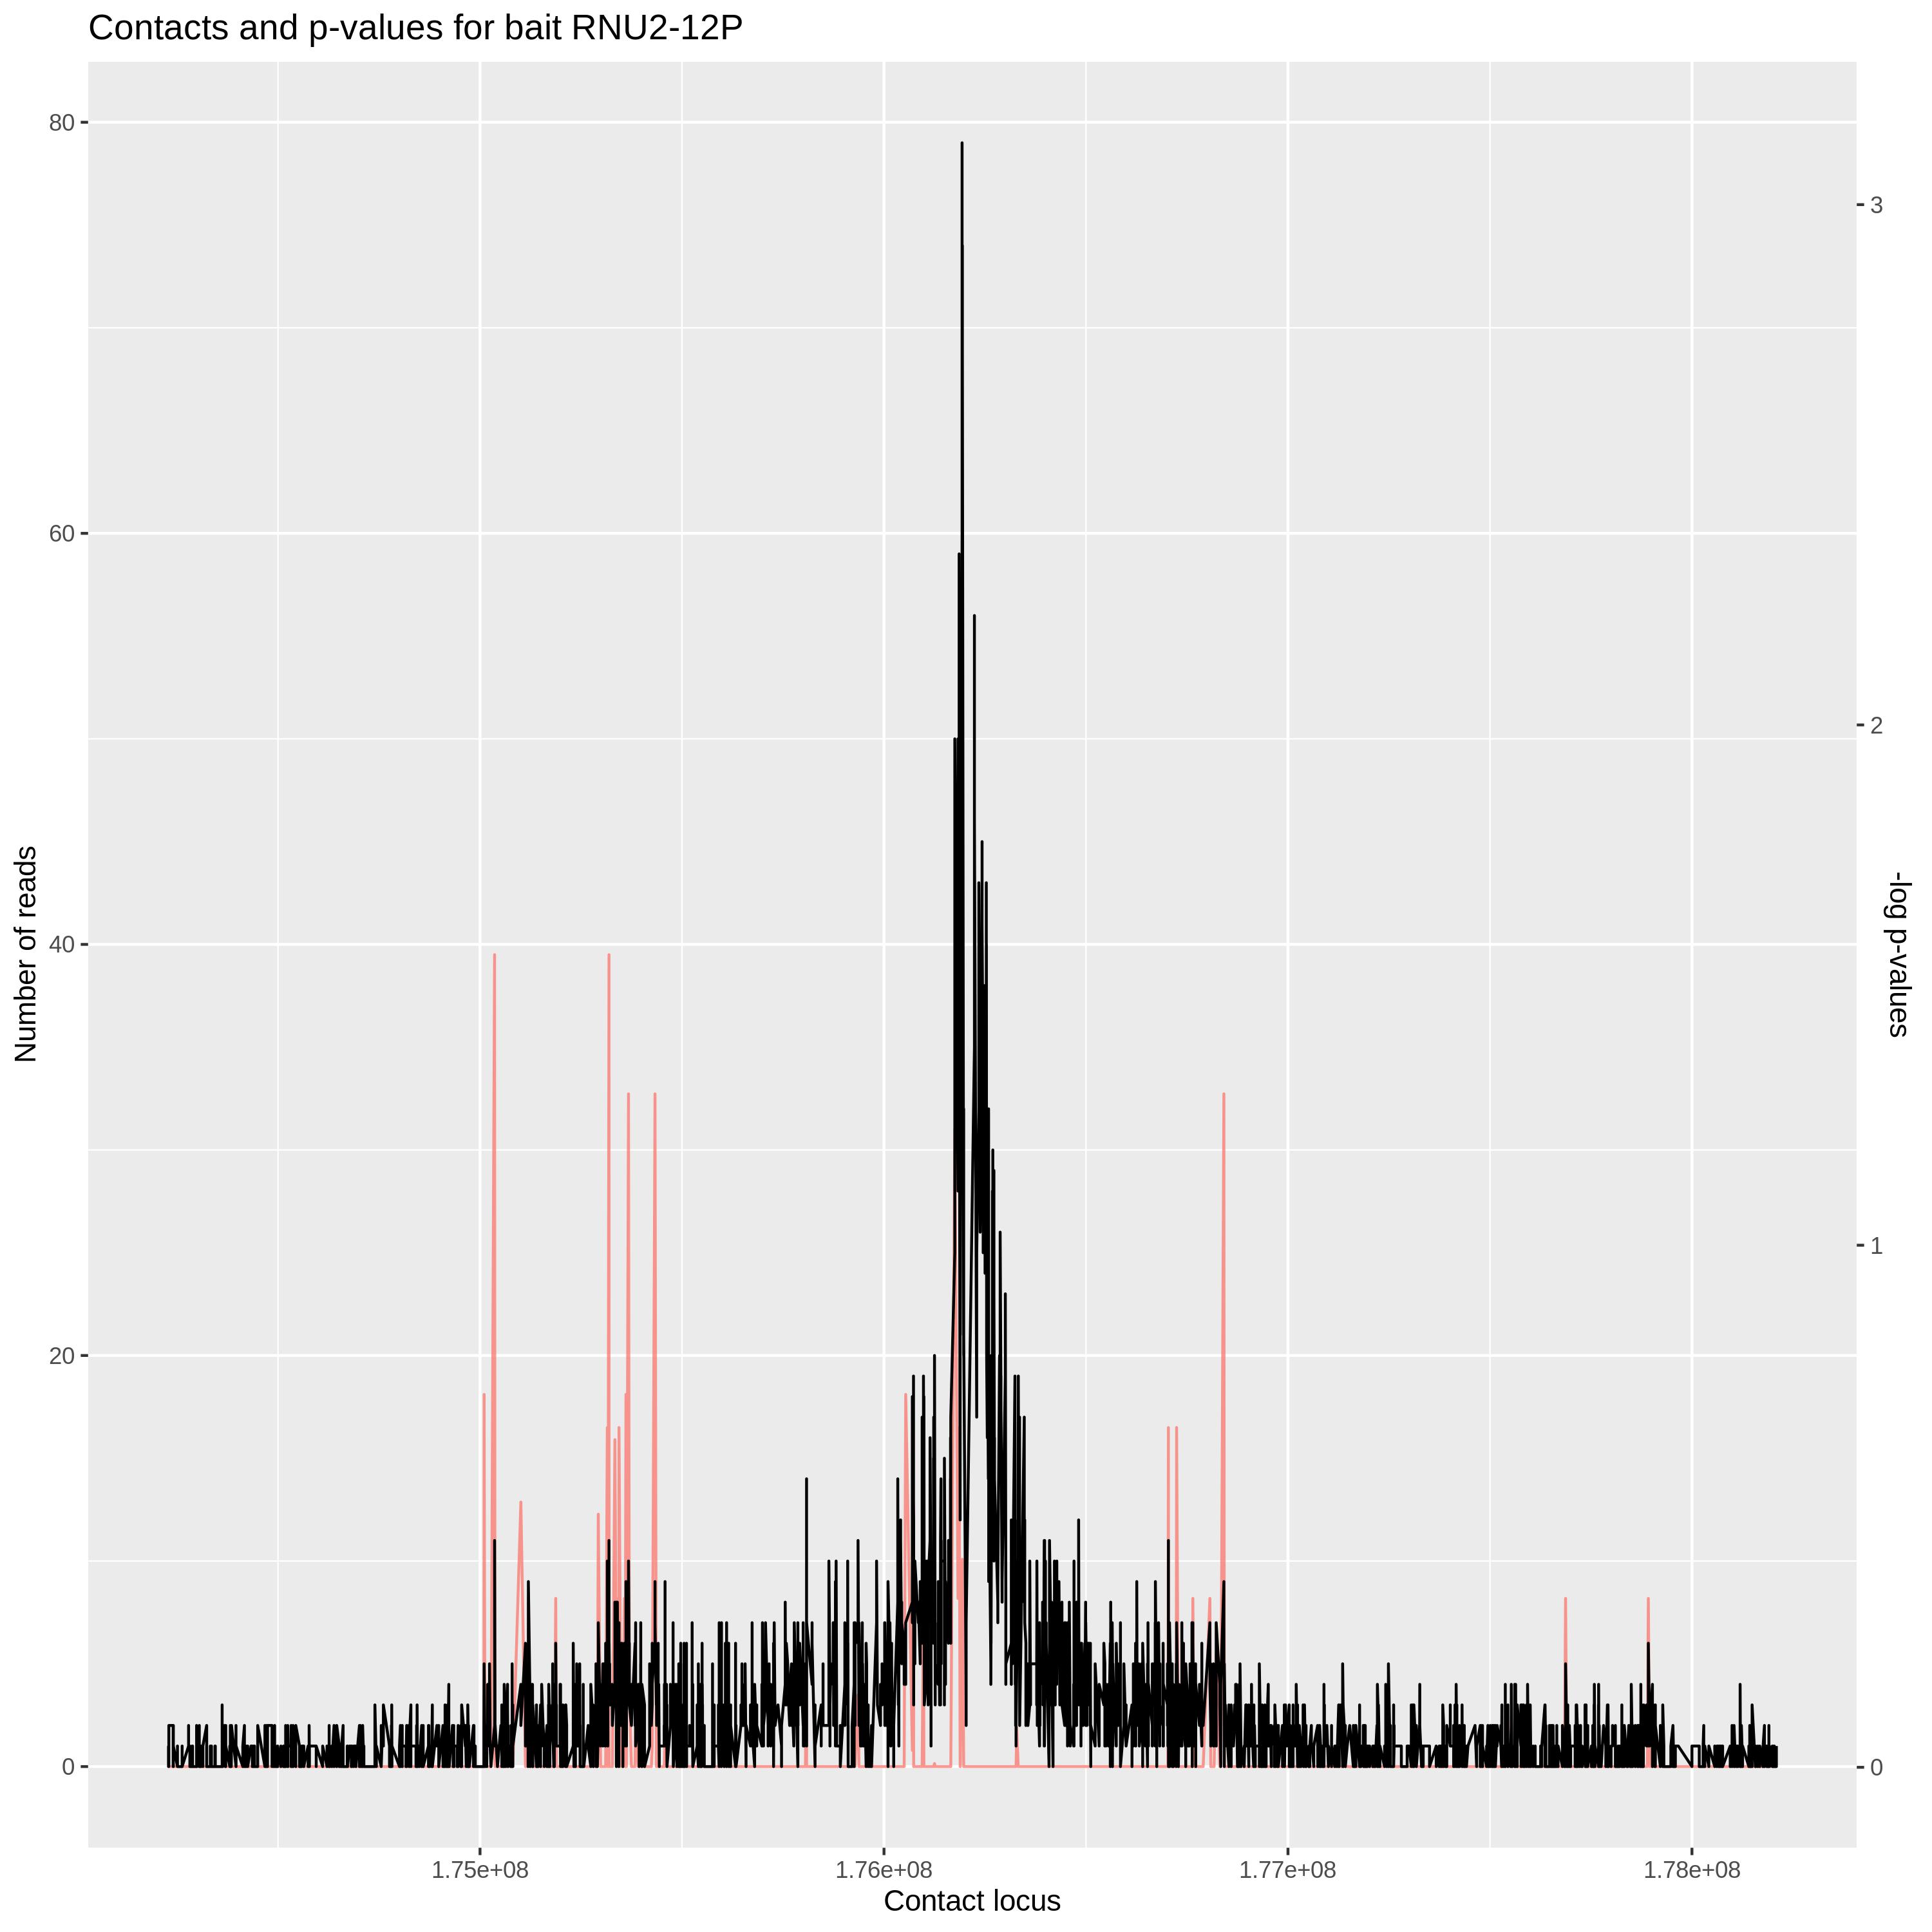 Contacts and p-values for bait RNU2-12P
80
60
40
20
0
Number of reads
3
2
1
0
-log p-values
1.75e+08
1.76e+08
1.77e+08
1.78e+08
Contact locus